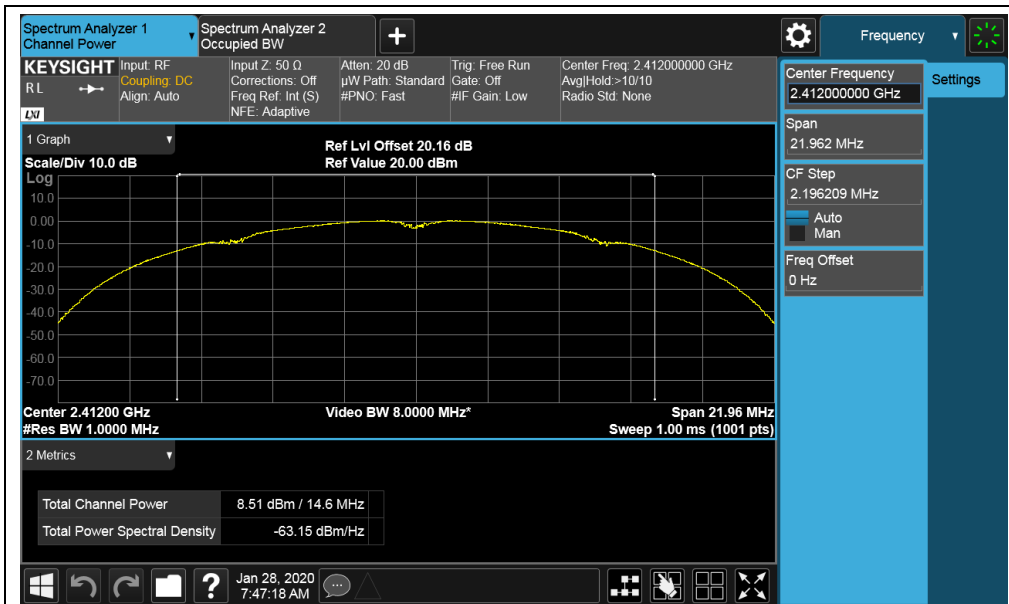 Spectrum Analyzer 1
Channel Power
Spectrum Analyzer 2
Occupied BW
+
Frequency
KEYSIGHT
RL
LXI
Input: RF
Coupling: DC
Align: Auto
Input Z: 50 Ω
Corrections: Off
Freq Ref: Int (S)
NFE: Adaptive
Atten: 20 dB
µW Path: Standard
#PNO: Fast
Trig: Free Run
Gate: Off
#IF Gain: Low
Center Freq: 2.412000000 GHz
Avg|Hold:>10/10
Radio Std: None
Center Frequency
2.412000000 GHz
Settings
Span
21.962 MHz
CF Step
2.196209 MHz
Auto
Man
Freq Offset
0 Hz
1 Graph
Scale/Div 10.0 dB
Ref Lvl Offset 20.16 dB
Ref Value 20.00 dBm
Log
10.0
0.00
-10.0
-20.0
-30.0
-40.0
-50.0
-60.0
-70.0
Center 2.41200 GHz
#Res BW 1.0000 MHz
Video BW 8.0000 MHz*
Span 21.96 MHz
Sweep 1.00 ms (1001 pts)
2 Metrics
Total Channel Power 8.51 dBm / 14.6 MHz
Total Power Spectral Density -63.15 dBm/Hz
?
Jan 28, 2020
7:47:18 AM